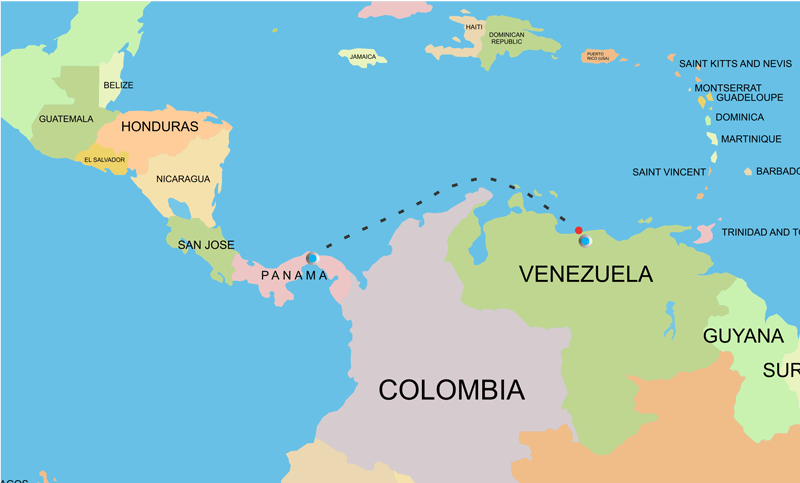 HAITI
DOMINICAN
REPUBLIC
JAMAICA
PUERTO
RICO (USA)
SAINT KITTS AND NEVIS
BELIZE
MONTSERRAT
GUADELOUPE
GUATEMALA
HONDURAS
DOMINICA
MARTINIQUE
EL SALVADOR
NICARAGUA
SAINT VINCENT
BARBADO
TRINIDAD AND TO
SAN JOSE
PANAMA
VENEZUELA
GUYANA
SUR
COLOMBIA
AGOS